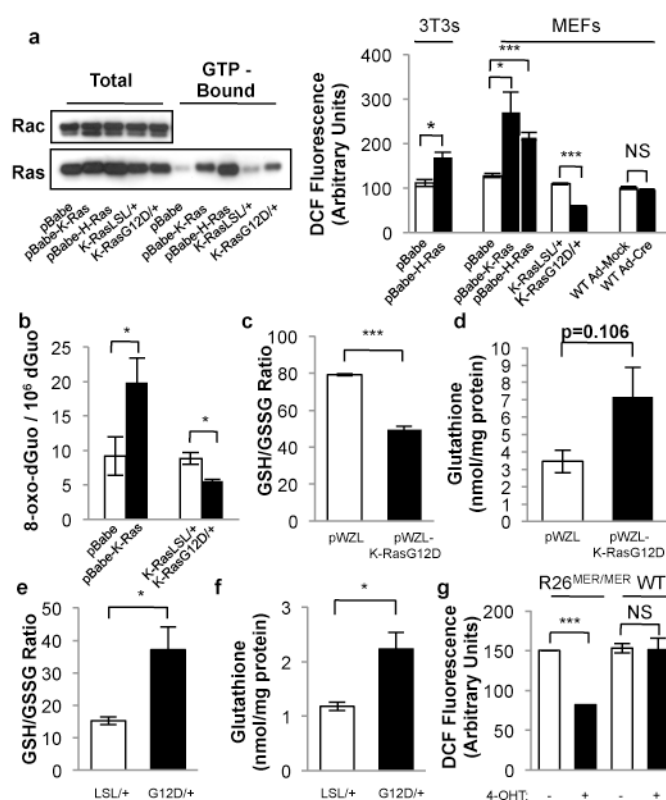 a
Total
GTP -
Bound
Rac
Ras
pBabe
pBabe-K-Ras
pBabe-H-Ras
K-RasLSL/+
K-RasG12D/+
pBabe
pBabe-K-Ras
pBabe-H-Ras
K-RasLSL/+
K-RasG12D/+
3T3s
MEFs
DCF Fluorescence
(Arbitrary Units)
400
300
200
100
0
*
*
***
***
NS
pBabe
pBabe-H-Ras
pBabe
pBabe-K-Ras
pBabe-H-Ras
K-RasLSL/+
K-RasG12D/+
WT Ad-Mock
WT Ad-Cre
b
8-oxo-dGuo / 10⁶ dGuo
25
20
15
10
5
0
*
*
pBabe
pBabe-K-Ras
K-RasLSL/+
K-RasG12D/+
c
GSH/GSSG Ratio
100
80
60
40
20
0
***
pWZL
pWZL-
K-RasG12D
d
p=0.106
Glutathione
(nmol/mg protein)
9
8
7
6
5
4
3
2
1
0
pWZL
pWZL-
K-RasG12D
e
GSH/GSSG Ratio
50
40
30
20
10
0
*
LSL/+
G12D/+
f
Glutathione
(nmol/mg protein)
3
2
1
0
*
LSL/+
G12D/+
g
R26MER/MER
WT
DCF Fluorescence
(Arbitrary Units)
200
150
100
50
0
***
NS
4-OHT: - + - +